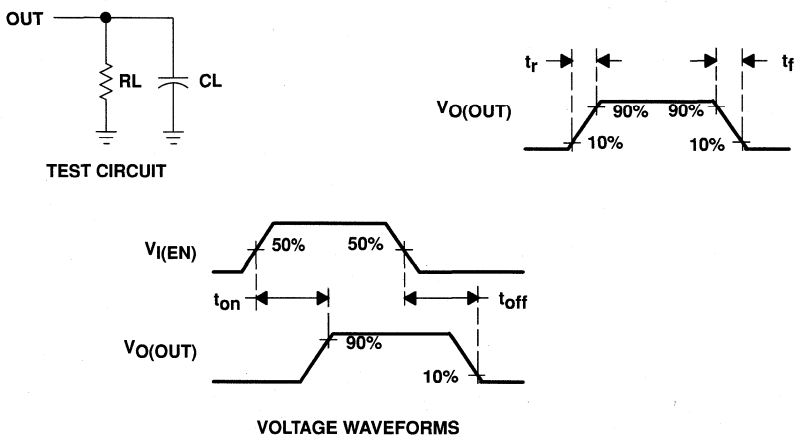 OUT
RL
CL
TEST CIRCUIT
tr
tf
VO(OUT)
90%
90%
10%
10%
VI(EN)
50%
50%
ton
toff
VO(OUT)
90%
10%
VOLTAGE WAVEFORMS